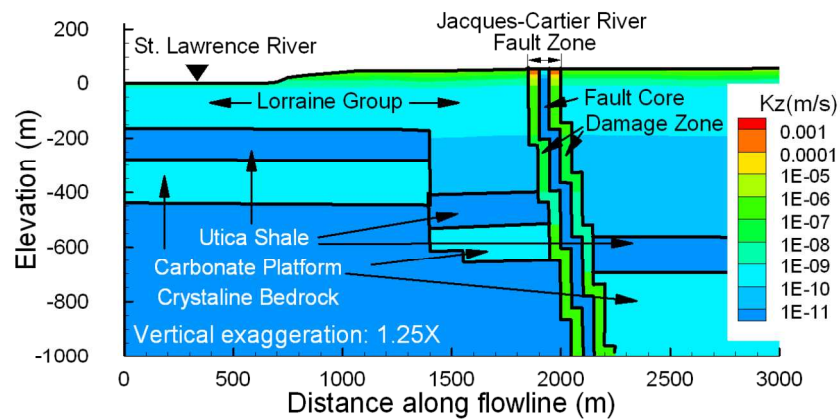 Jacques-Cartier River
Fault Zone
St. Lawrence River
Lorraine Group
Fault Core
Damage Zone
Utica Shale
Carbonate Platform
Crystaline Bedrock
Vertical exaggeration: 1.25X
Kz(m/s)
0.001
0.0001
1E-05
1E-06
1E-07
1E-08
1E-09
1E-10
1E-11
Elevation (m)
200
0
-200
-400
-600
-800
-1000
0 500 1000 1500 2000 2500 3000
Distance along flowline (m)